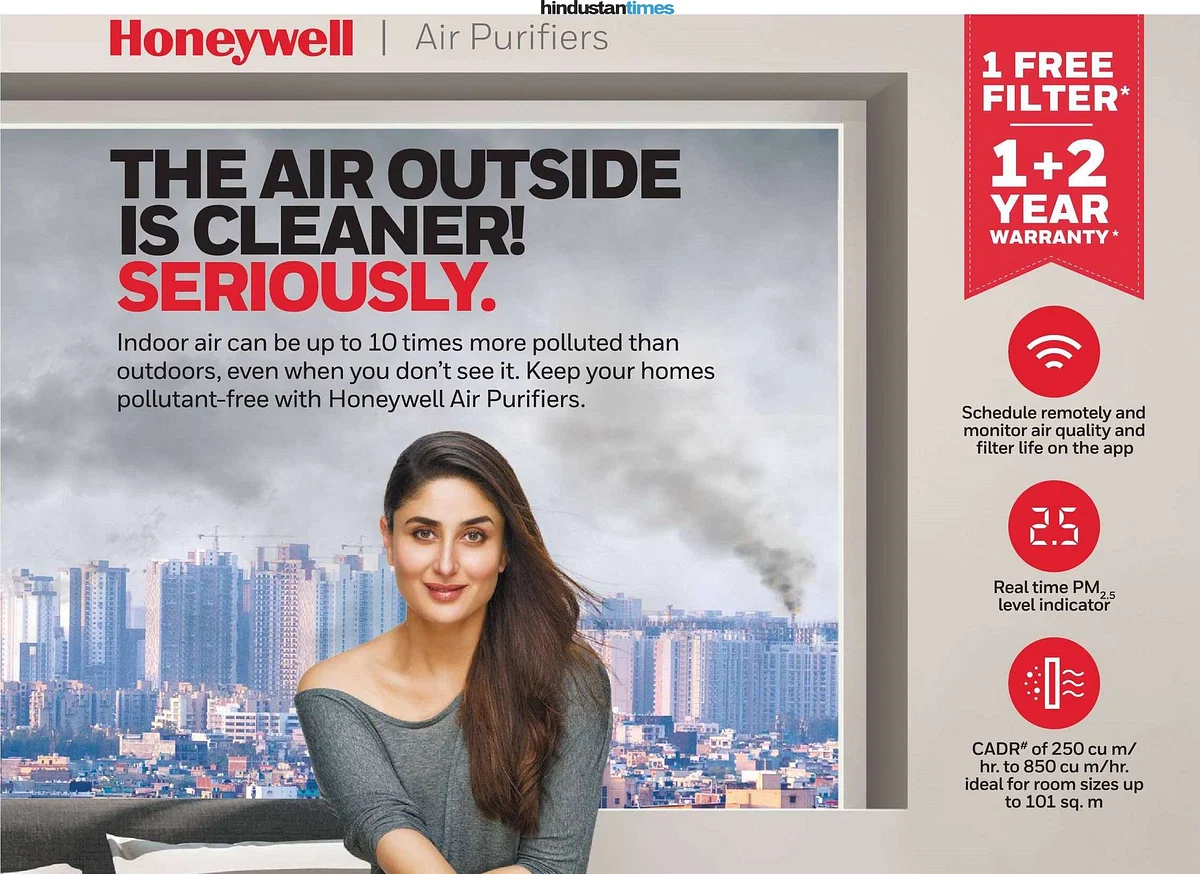 hindustantimes
Honeywell | Air Purifiers
THE AIR OUTSIDE
IS CLEANER!
SERIOUSLY.
Indoor air can be up to 10 times more polluted than
outdoors, even when you don't see it. Keep your homes
pollutant-free with Honeywell Air Purifiers.
1 FREE
FILTER*
1+2
YEAR
WARRANTY*
Schedule remotely and
monitor air quality and
filter life on the app
2.5
Real time PM2.5
level indicator
CADR# of 250 cu m/
hr. to 850 cu m/hr.
ideal for room sizes up
to 101 sq. m